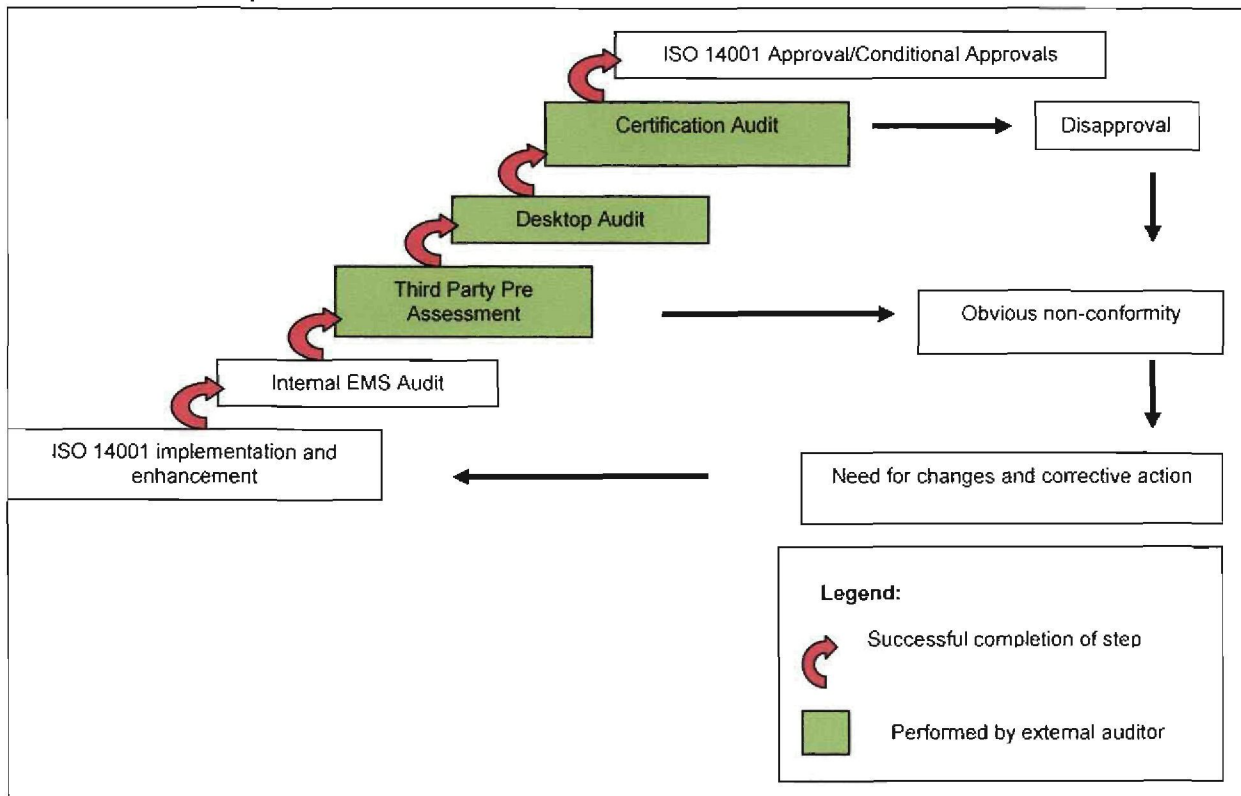 ISO 14001 Approval/Conditional Approvals
Certification Audit
Disapproval
Desktop Audit
Third Party Pre
Assessment
Obvious non-conformity
Internal EMS Audit
ISO 14001 implementation and
enhancement
Need for changes and corrective action
Legend:
Successful completion of step
Performed by external auditor